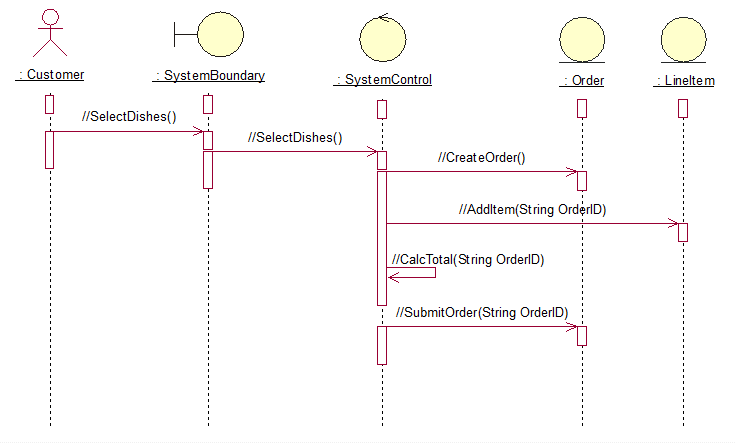 : Customer
: SystemBoundary
: SystemControl
: Order
: LineItem
//SelectDishes()
//SelectDishes()
//CreateOrder()
//AddItem(String OrderID)
//CalcTotal(String OrderID)
//SubmitOrder(String OrderID)